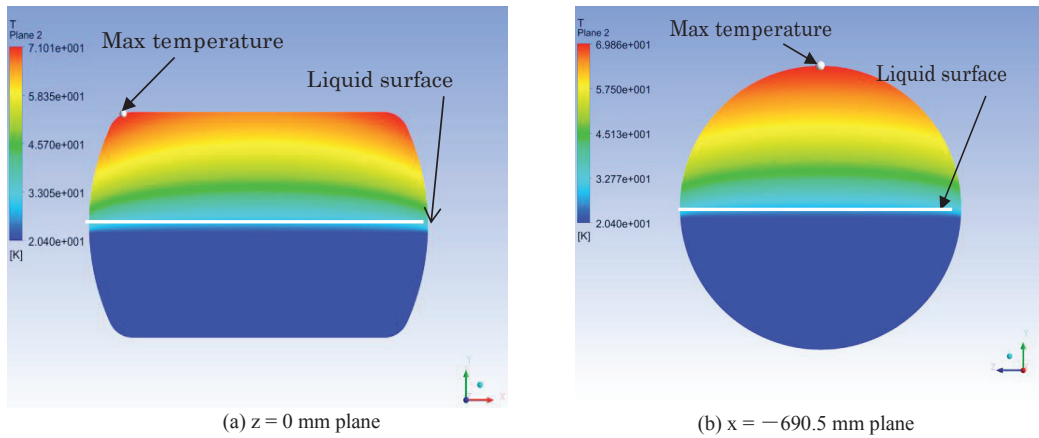 T
Plane 2
7.101e+001
5.835e+001
4.570e+001
3.305e+001
2.040e+001
[K]
Max temperature
Liquid surface
Y
X
Z
(a) z = 0 mm plane
T
Plane 2
6.986e+001
5.750e+001
4.513e+001
3.277e+001
2.040e+001
[K]
Max temperature
Liquid surface
Y
Z
X
(b) x = －690.5 mm plane